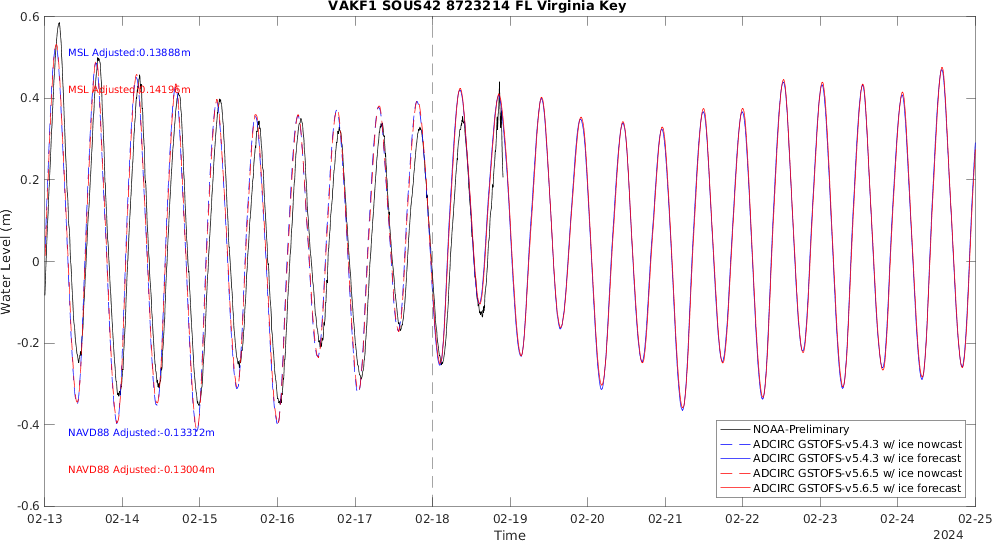 VAKF1 SOUS42 8723214 FL Virginia Key
0.6
0.4
0.2
0
-0.2
-0.4
-0.6
Water Level (m)
MSL Adjusted:0.13888m
MSL Adjusted:0.14196m
NAVD88 Adjusted:-0.13312m
NAVD88 Adjusted:-0.13004m
NOAA-Preliminary
ADCIRC GSTOFS-v5.4.3 w/ ice nowcast
ADCIRC GSTOFS-v5.4.3 w/ ice forecast
ADCIRC GSTOFS-v5.6.5 w/ ice nowcast
ADCIRC GSTOFS-v5.6.5 w/ ice forecast
02-13 02-14 02-15 02-16 02-17 02-18 02-19 02-20 02-21 02-22 02-23 02-24 02-25
Time
2024